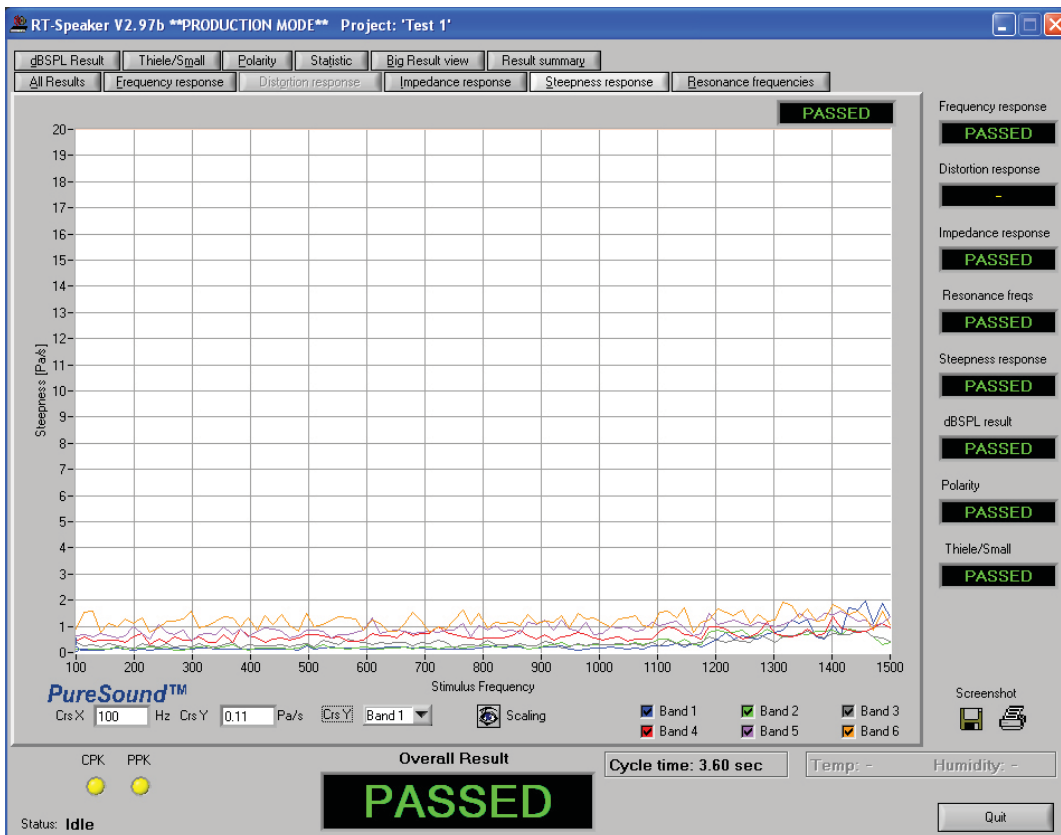 RT-Speaker V2.97b **PRODUCTION MODE** Project: 'Test 1'
dBSPL Result Thiele/Small Polarity Statistic Big Result view Result summary
All Results Frequency response Distortion response Impedance response Steepness response Resonance frequencies
PASSED
20
19
18
17
16
15
14
13
12
11
10
9
8
7
6
5
4
3
2
1
0
Steepness [Pa/s]
100 200 300 400 500 600 700 800 900 1000 1100 1200 1300 1400 1500
Stimulus Frequency
PureSound™
Crs X 100 Hz Crs Y 0.11 Pa/s Crs Y Band 1 Scaling
Band 1 Band 2 Band 3
Band 4 Band 5 Band 6
Frequency response
PASSED
Distortion response
-
Impedance response
PASSED
Resonance freqs
PASSED
Steepness response
PASSED
dBSPL result
PASSED
Polarity
PASSED
Thiele/Small
PASSED
Screenshot
CPK PPK
Status: Idle
Overall Result
PASSED
Cycle time: 3.60 sec
Temp: - Humidity: -
Quit